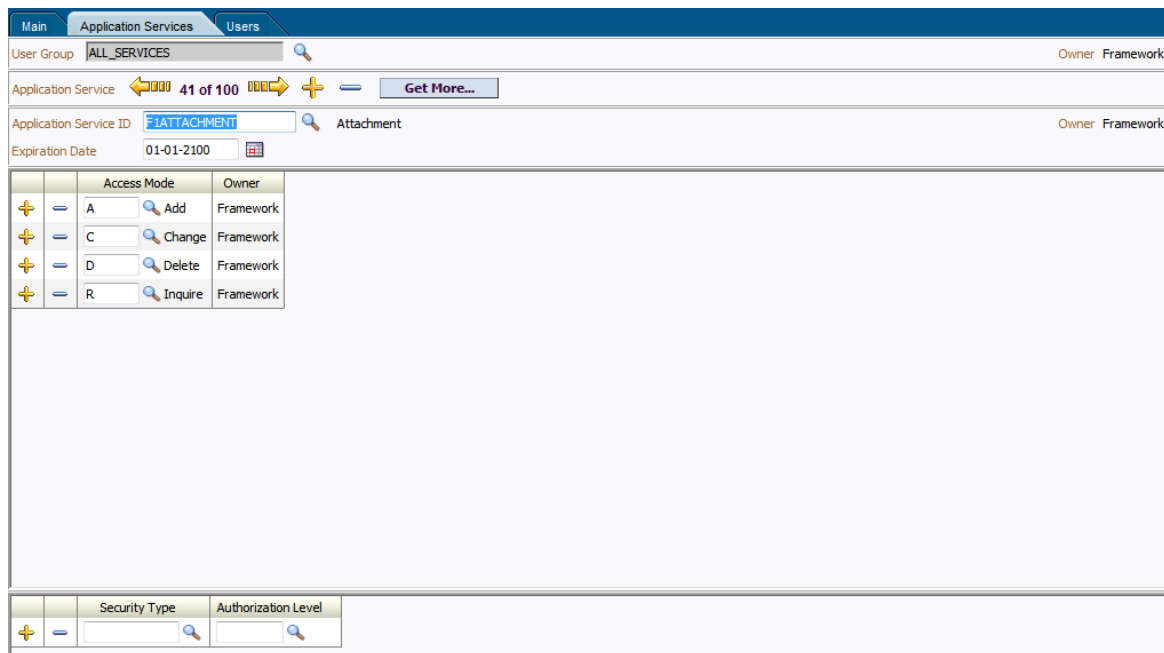 Main Application Services Users
User Group ALL_SERVICES Owner Framework
Application Service 41 of 100 Get More...
Application Service ID F1ATTACHMENT Attachment Owner Framework
Expiration Date 01-01-2100
Access Mode Owner
A Add Framework
C Change Framework
D Delete Framework
R Inquire Framework
Security Type Authorization Level